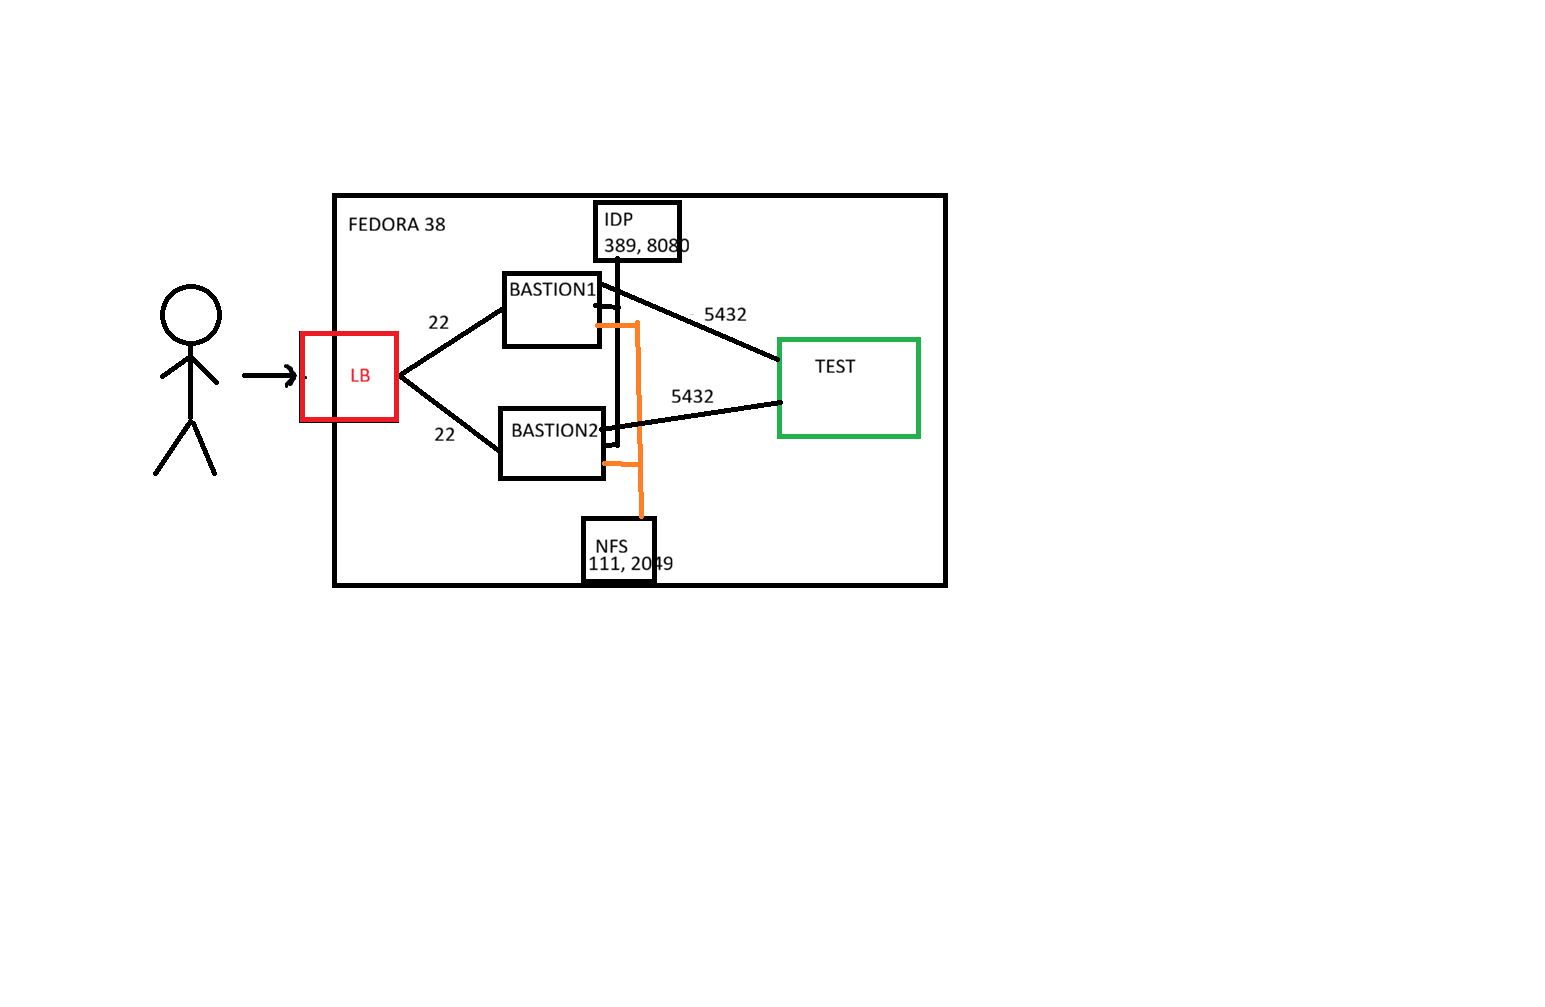 FEDORA 38
IDP
389, 8080
BASTION1
22
5432
LB
TEST
5432
22
BASTION2
NFS
111, 2049